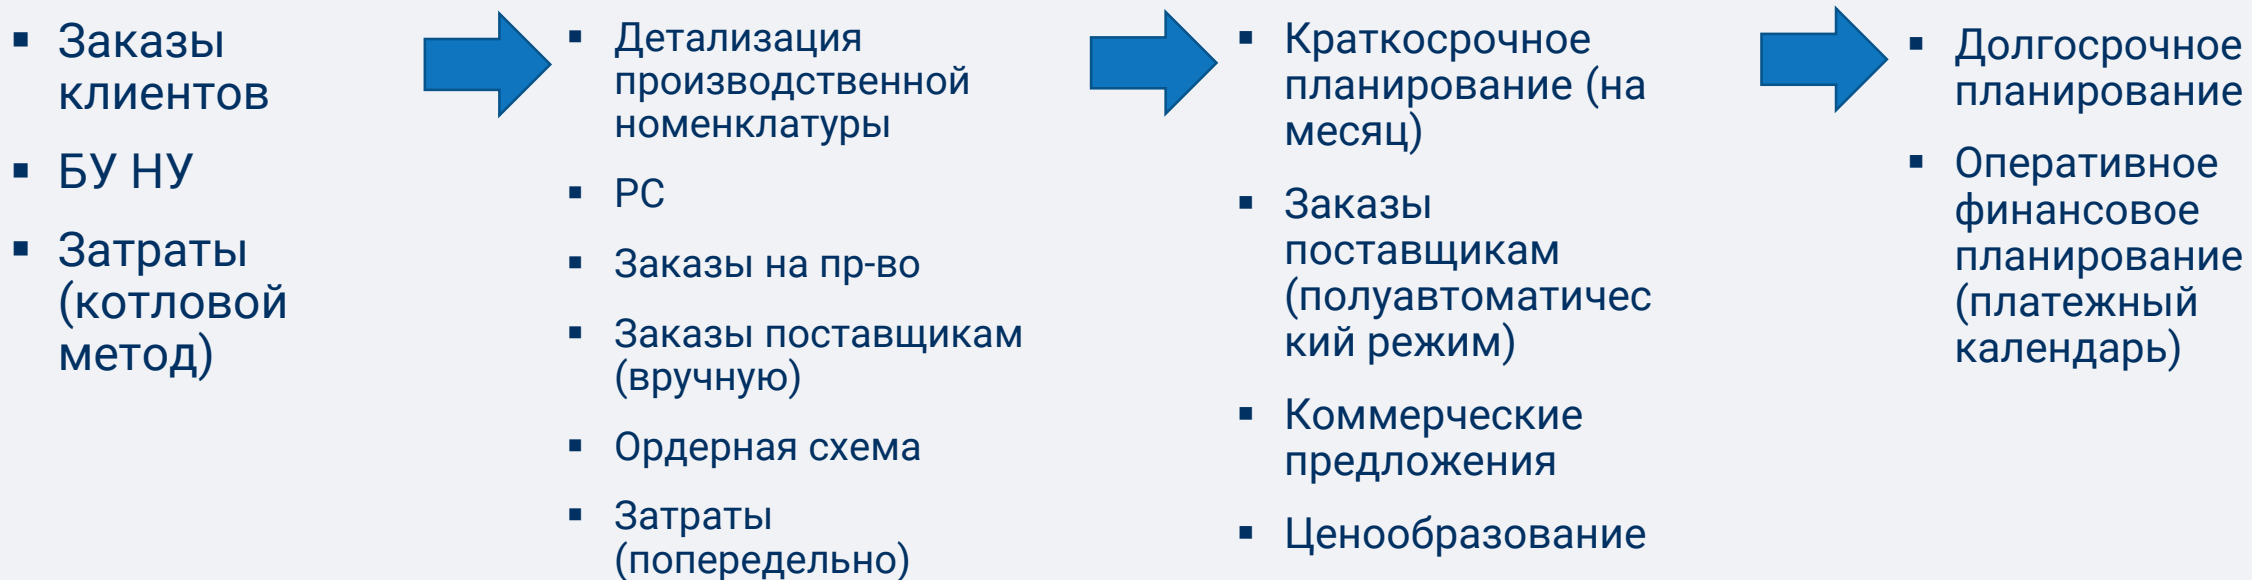 Заказы
клиентов
БУ НУ
Затраты
(котловой
метод)
Детализация
производственной
номенклатуры
РС
Заказы на пр-во
Заказы поставщикам
(вручную)
Ордерная схема
Затраты
(попередельно)
Краткосрочное
планирование (на
месяц)
Заказы
поставщикам
(полуавтоматичес
кий режим)
Коммерческие
предложения
Ценообразование
Долгосрочное
планирование
Оперативное
финансовое
планирование
(платежный
календарь)